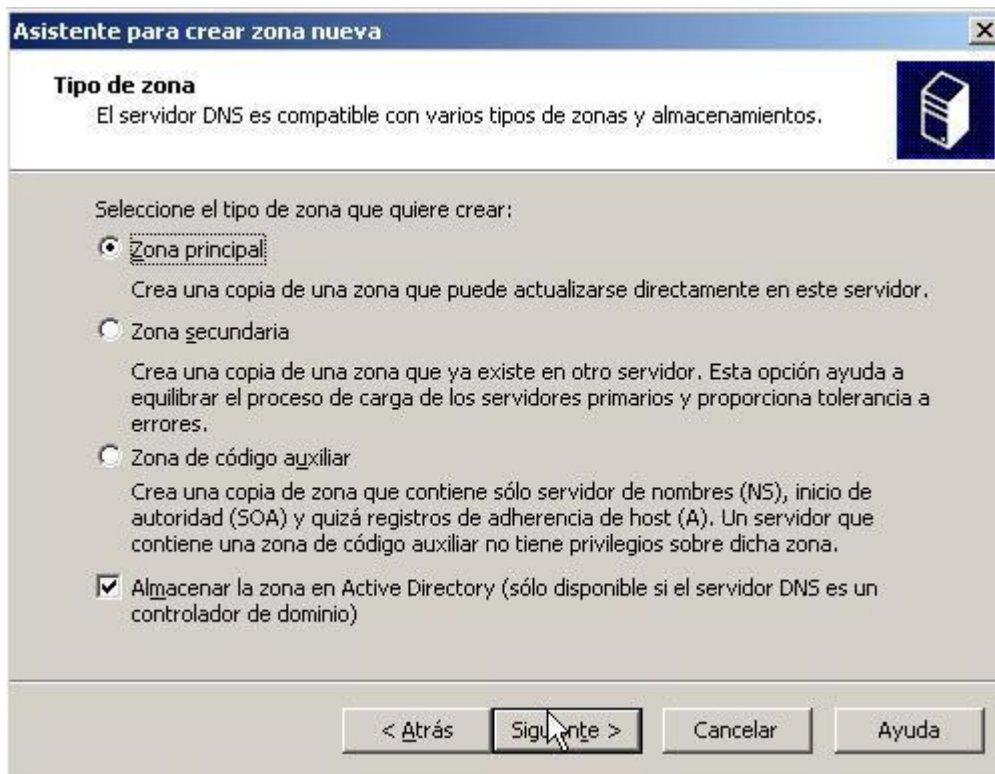 Asistente para crear zona nueva
Tipo de zona
El servidor DNS es compatible con varios tipos de zonas y almacenamientos.
Seleccione el tipo de zona que quiere crear:
Zona principal
Crea una copia de una zona que puede actualizarse directamente en este servidor.
Zona secundaria
Crea una copia de una zona que ya existe en otro servidor. Esta opción ayuda a
equilibrar el proceso de carga de los servidores primarios y proporciona tolerancia a
errores.
Zona de código auxiliar
Crea una copia de zona que contiene sólo servidor de nombres (NS), inicio de
autoridad (SOA) y quizá registros de adherencia de host (A). Un servidor que
contiene una zona de código auxiliar no tiene privilegios sobre dicha zona.
Almacenar la zona en Active Directory (sólo disponible si el servidor DNS es un
controlador de dominio)
< Atrás
Siguiente >
Cancelar
Ayuda